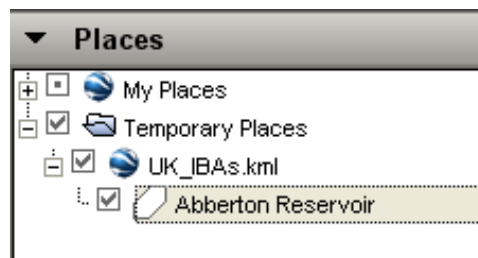 Places
My Places
Temporary Places
UK_IBAs.kml
Abberton Reservoir